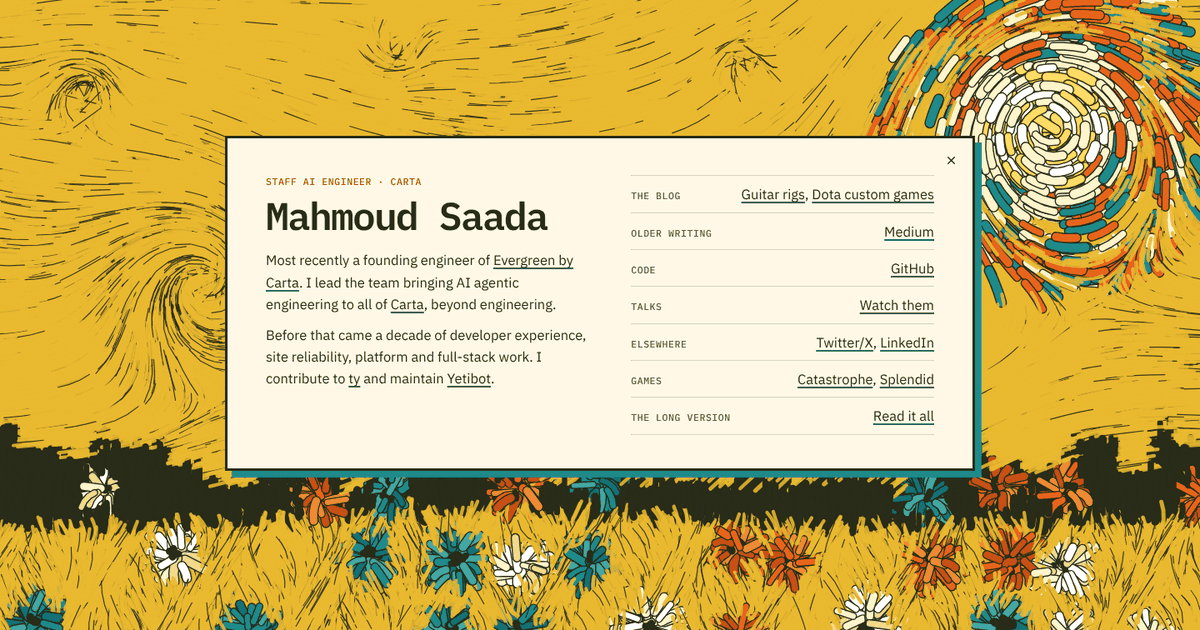 STAFF AI ENGINEER · CARTA
Mahmoud Saada
Most recently a founding engineer of Evergreen by
Carta. I lead the team bringing AI agentic
engineering to all of Carta, beyond engineering.
Before that came a decade of developer experience,
site reliability, platform and full-stack work. I
contribute to ty and maintain Yetibot.
×
THE BLOG Guitar rigs, Dota custom games
OLDER WRITING Medium
CODE GitHub
TALKS Watch them
ELSEWHERE Twitter/X, LinkedIn
GAMES Catastrophe, Splendid
THE LONG VERSION Read it all